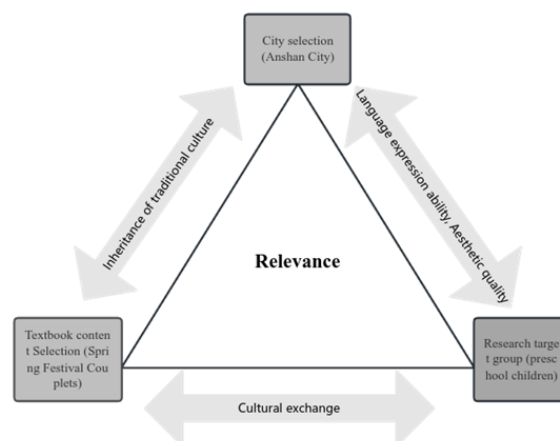 City selection
(Anshan City)
Inheritance of traditional culture
Language expression ability, Aesthetic quality
Relevance
Textbook conten
t Selection (Spri
ng Festival Cou
plets)
Research targe
t group (presc
hool children)
Cultural exchange